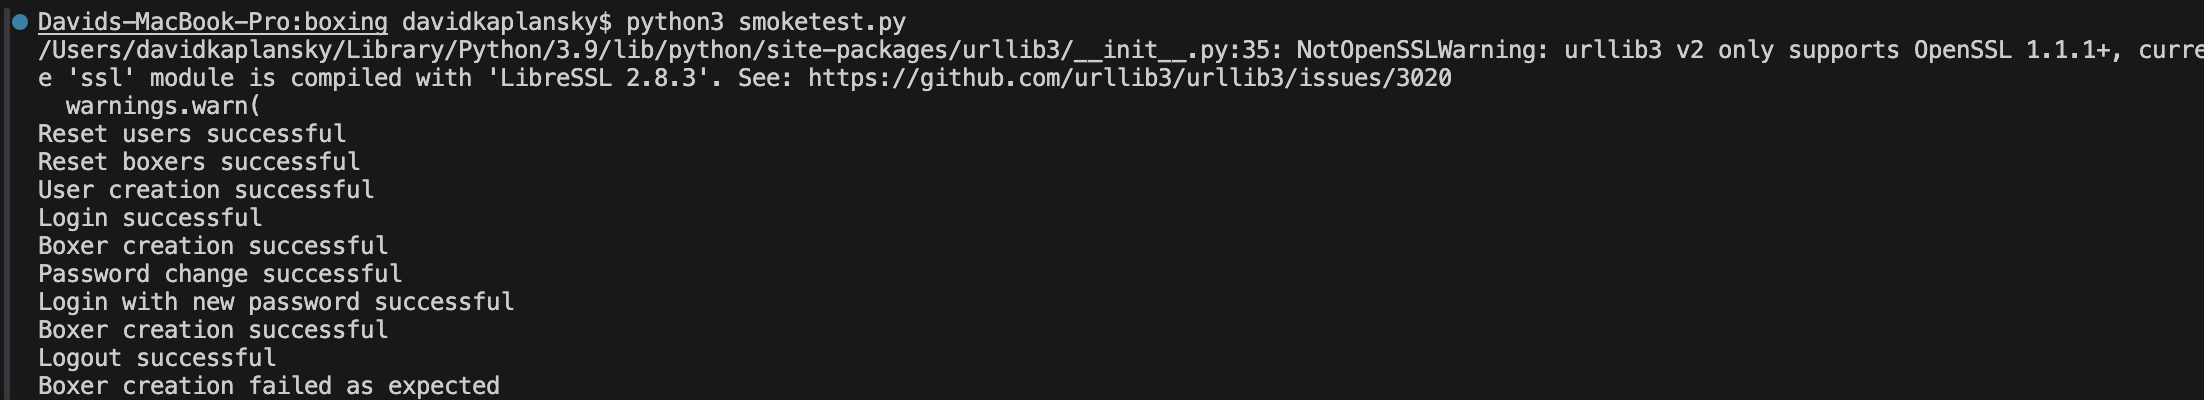 Davids-MacBook-Pro:boxing davidkaplansky$ python3 smoketest.py
/Users/davidkaplansky/Library/Python/3.9/lib/python/site-packages/urllib3/__init__.py:35: NotOpenSSLWarning: urllib3 v2 only supports OpenSSL 1.1.1+, curre
e 'ssl' module is compiled with 'LibreSSL 2.8.3'. See: https://github.com/urllib3/urllib3/issues/3020
  warnings.warn(
Reset users successful
Reset boxers successful
User creation successful
Login successful
Boxer creation successful
Password change successful
Login with new password successful
Boxer creation successful
Logout successful
Boxer creation failed as expected